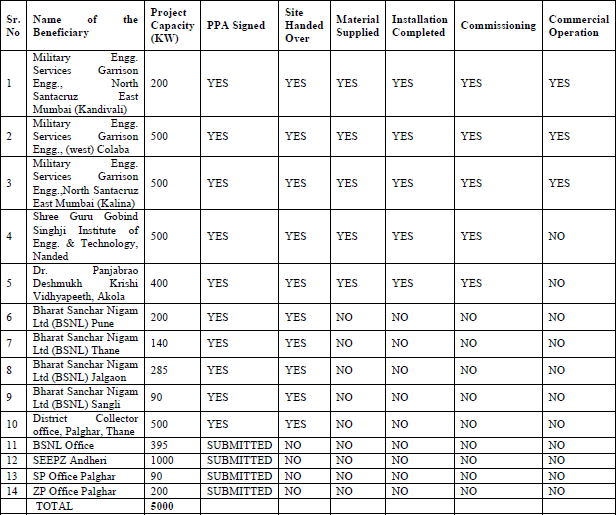 Sr. No | Name of the Beneficiary | Project Capacity (KW) | PPA Signed | Site Handed Over | Material Supplied | Installation Completed | Commissioning | Commercial Operation
1 | Military Engg. Services Garrison Engg., North Santacruz East Mumbai (Kandivali) | 200 | YES | YES | YES | YES | YES | YES
2 | Military Engg. Services Garrison Engg., (west) Colaba | 500 | YES | YES | YES | YES | YES | YES
3 | Military Engg. Services Garrison Engg.,North Santacruz East Mumbai (Kalina) | 500 | YES | YES | YES | YES | YES | YES
4 | Shree Guru Gobind Singhji Institute of Engg. & Technology, Nanded | 500 | YES | YES | YES | YES | YES | NO
5 | Dr. Panjabrao Deshmukh Krishi Vidhyapeeth, Akola | 400 | YES | YES | YES | YES | YES | NO
6 | Bharat Sanchar Nigam Ltd (BSNL) Pune | 200 | YES | YES | NO | NO | NO | NO
7 | Bharat Sanchar Nigam Ltd (BSNL) Thane | 140 | YES | YES | NO | NO | NO | NO
8 | Bharat Sanchar Nigam Ltd (BSNL) Jalgaon | 285 | YES | YES | NO | NO | NO | NO
9 | Bharat Sanchar Nigam Ltd (BSNL) Sangli | 90 | YES | YES | NO | NO | NO | NO
10 | District Collector office, Palghar, Thane | 500 | YES | YES | NO | NO | NO | NO
11 | BSNL Office | 395 | SUBMITTED | NO | NO | NO | NO | NO
12 | SEEPZ Andheri | 1000 | SUBMITTED | NO | NO | NO | NO | NO
13 | SP Office Palghar | 90 | SUBMITTED | NO | NO | NO | NO | NO
14 | ZP Office Palghar | 200 | SUBMITTED | NO | NO | NO | NO | NO
TOTAL | 5000